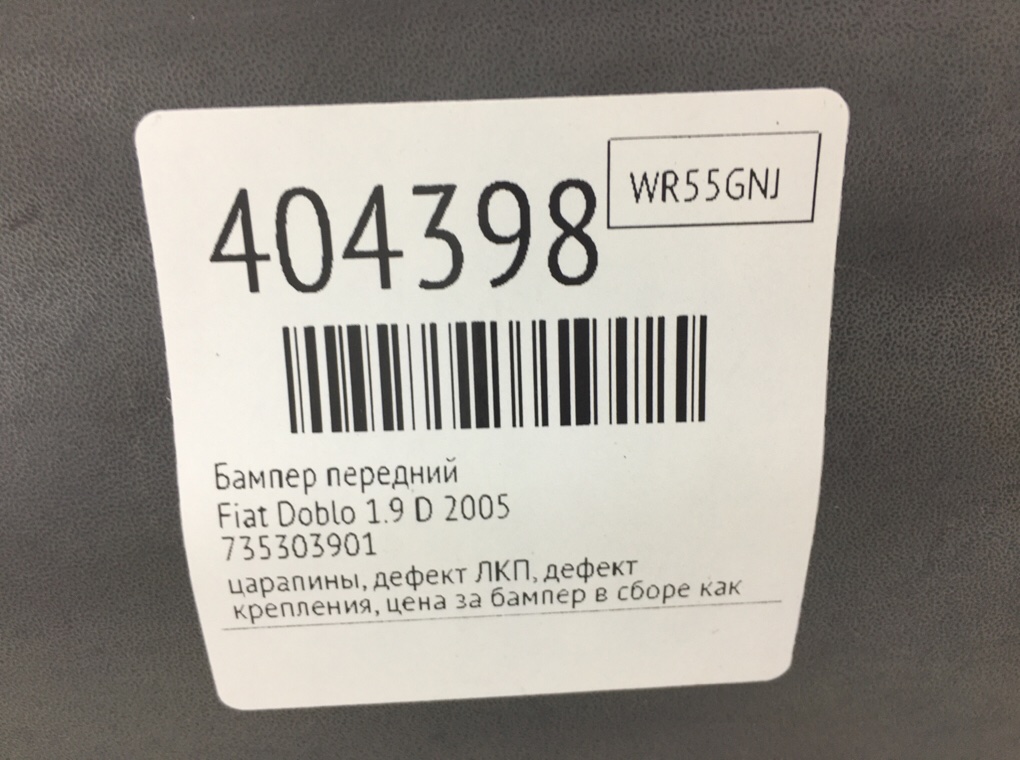 404398
WR55GNJ
Бампер передний
Fiat Doblo 1.9 D 2005
735303901
царапины, дефект ЛКП, дефект
крепления, цена за бампер в сборе как